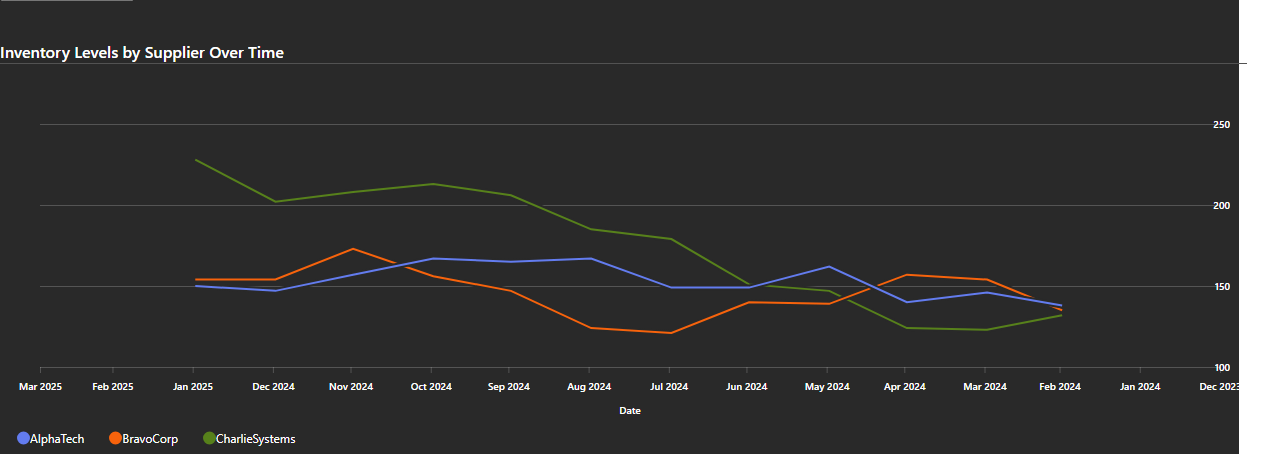 Inventory Levels by Supplier Over Time
250
200
150
100
Mar 2025 Feb 2025 Jan 2025 Dec 2024 Nov 2024 Oct 2024 Sep 2024 Aug 2024 Jul 2024 Jun 2024 May 2024 Apr 2024 Mar 2024 Feb 2024 Jan 2024 Dec 2023
Date
AlphaTech BravoCorp CharlieSystems